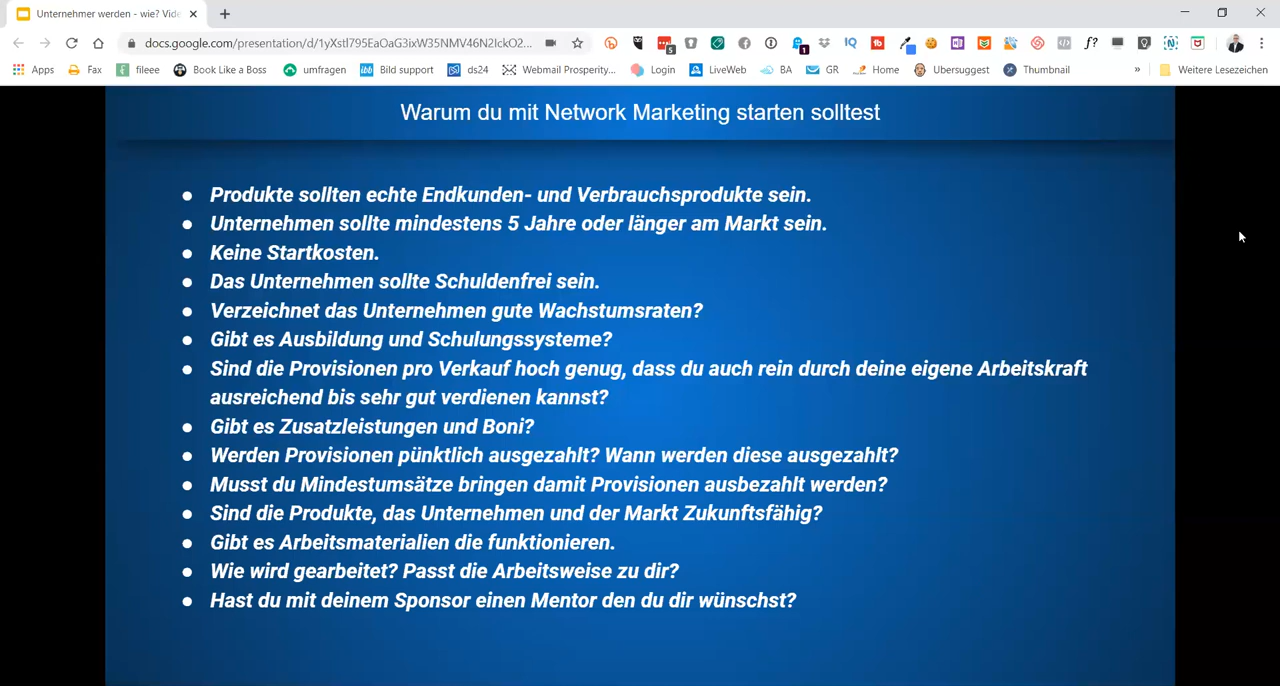 Unternehmer werden - wie? Vide
docs.google.com/presentation/d/1yXstI795EaOaG3ixW35NMV46N2IckO2...
Apps Fax fileee Book Like a Boss umfragen Bild support ds24 Webmail Prosperity... Login LiveWeb BA GR Home Ubersuggest Thumbnail » Weitere Lesezeichen
Warum du mit Network Marketing starten solltest
● Produkte sollten echte Endkunden- und Verbrauchsprodukte sein.
● Unternehmen sollte mindestens 5 Jahre oder länger am Markt sein.
● Keine Startkosten.
● Das Unternehmen sollte Schuldenfrei sein.
● Verzeichnet das Unternehmen gute Wachstumsraten?
● Gibt es Ausbildung und Schulungssysteme?
● Sind die Provisionen pro Verkauf hoch genug, dass du auch rein durch deine eigene Arbeitskraft
ausreichend bis sehr gut verdienen kannst?
● Gibt es Zusatzleistungen und Boni?
● Werden Provisionen pünktlich ausgezahlt? Wann werden diese ausgezahlt?
● Musst du Mindestumsätze bringen damit Provisionen ausbezahlt werden?
● Sind die Produkte, das Unternehmen und der Markt Zukunftsfähig?
● Gibt es Arbeitsmaterialien die funktionieren.
● Wie wird gearbeitet? Passt die Arbeitsweise zu dir?
● Hast du mit deinem Sponsor einen Mentor den du dir wünschst?